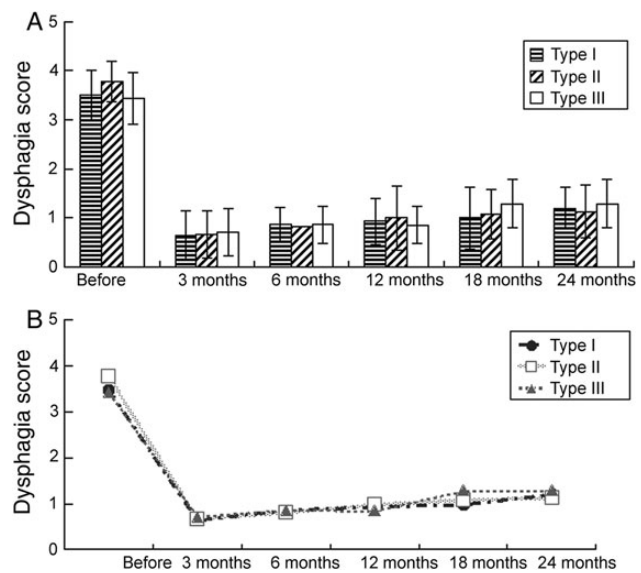 A
Dysphagia score
5
4
3
2
1
0
Type I
Type II
Type III
Before
3 months
6 months
12 months
18 months
24 months
B
Dysphagia score
5
4
3
2
1
0
Type I
Type II
Type III
Before
3 months
6 months
12 months
18 months
24 months